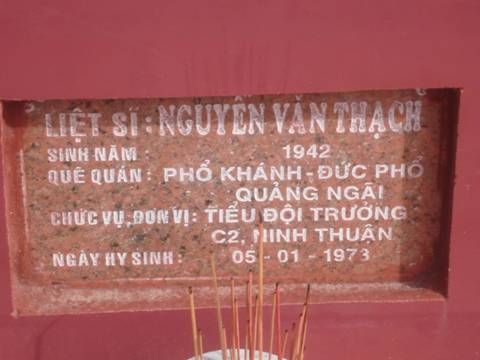 LIỆT SĨ: NGUYỄN VĂN THẠCH
SINH NĂM: 1942
QUÊ QUÁN: PHỔ KHÁNH-ĐỨC PHỔ
QUẢNG NGÃI
CHỨC VỤ, ĐƠN VỊ: TIỂU ĐỘI TRƯỞNG
C2, NINH THUẬN
NGÀY HY SINH: 05-01-1973